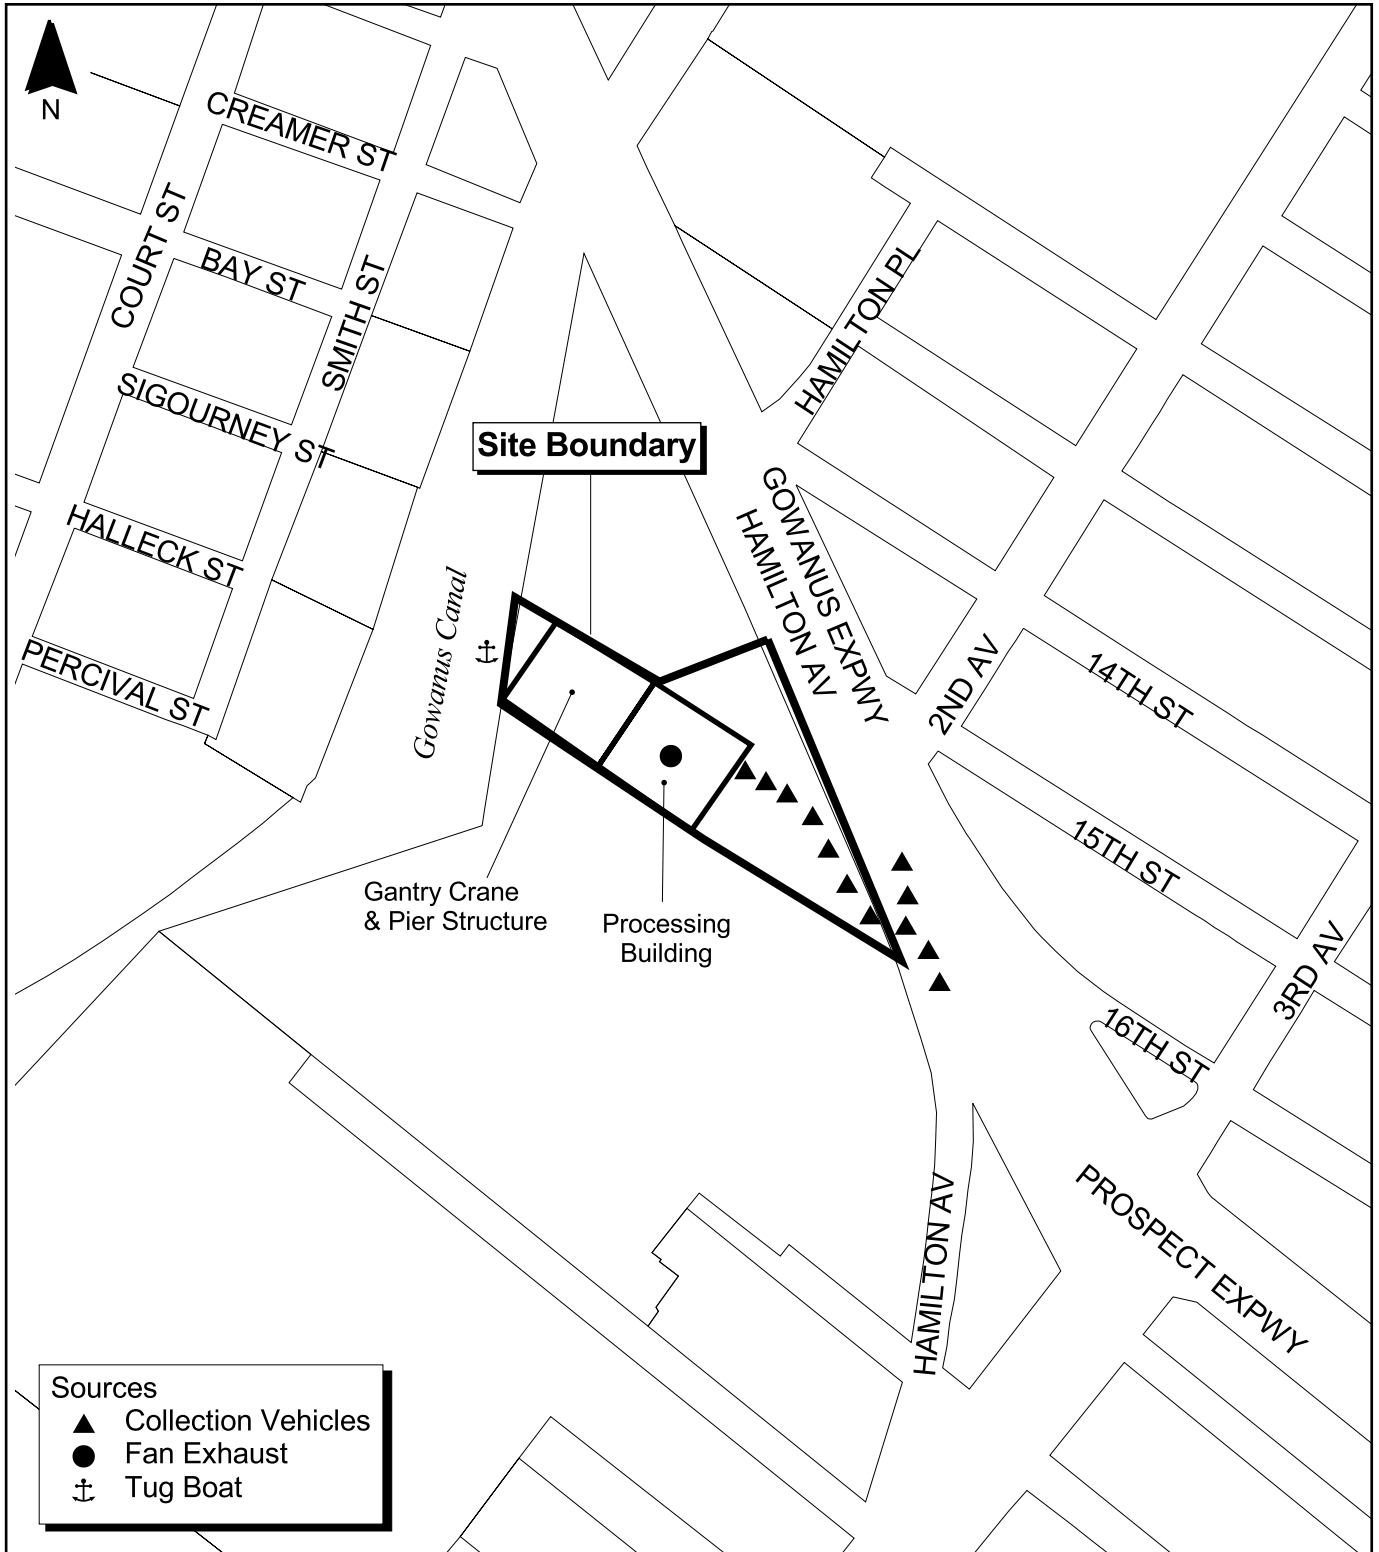 N
CREAMER ST
COURT ST
BAY ST
SMITH ST
HAMILTON PL
SIGOURNEY ST
Site Boundary
GOWANUS EXPWY
HAMILTON AV
HALLECK ST
Gowanus Canal
2ND AV
14TH ST
PERCIVAL ST
15TH ST
Gantry Crane
& Pier Structure
Processing
Building
3RD AV
16TH ST
HAMILTON AV
PROSPECT EXPWY
Sources
Collection Vehicles
Fan Exhaust
Tug Boat